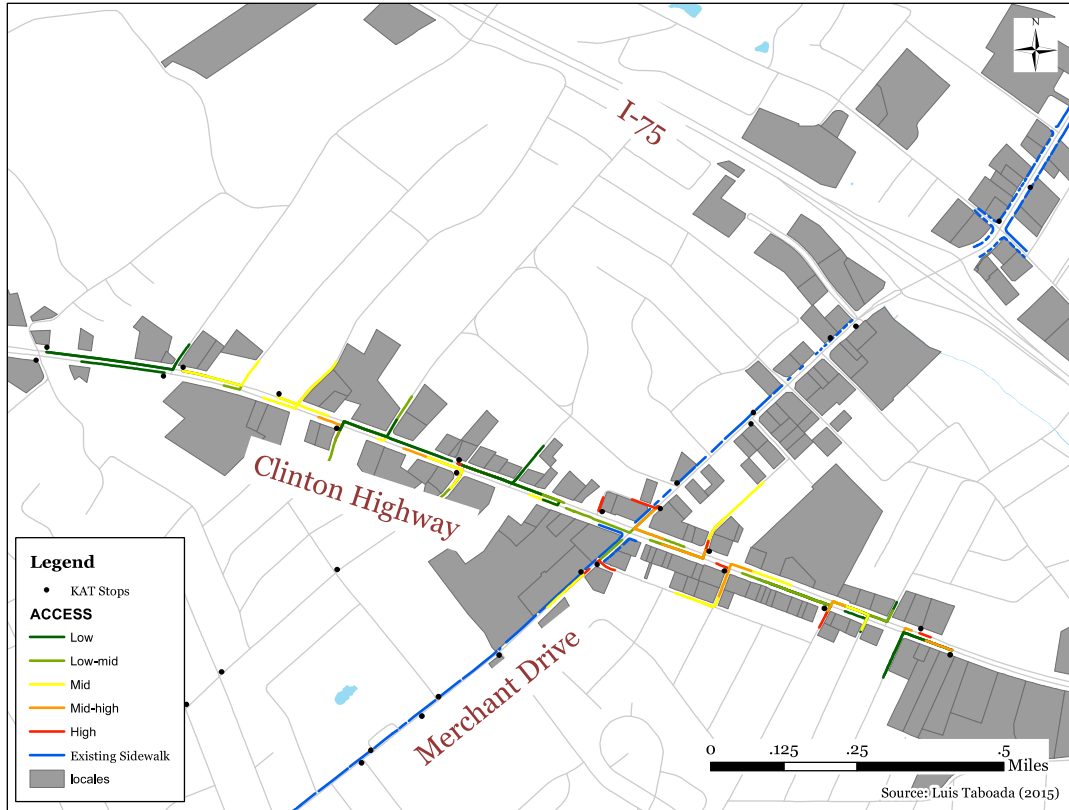 N
I-75
Clinton Highway
Merchant Drive
Legend
KAT Stops
ACCESS
Low
Low-mid
Mid
Mid-high
High
Existing Sidewalk
locales
0 .125 .25 .5
Miles
Source: Luis Taboada (2015)